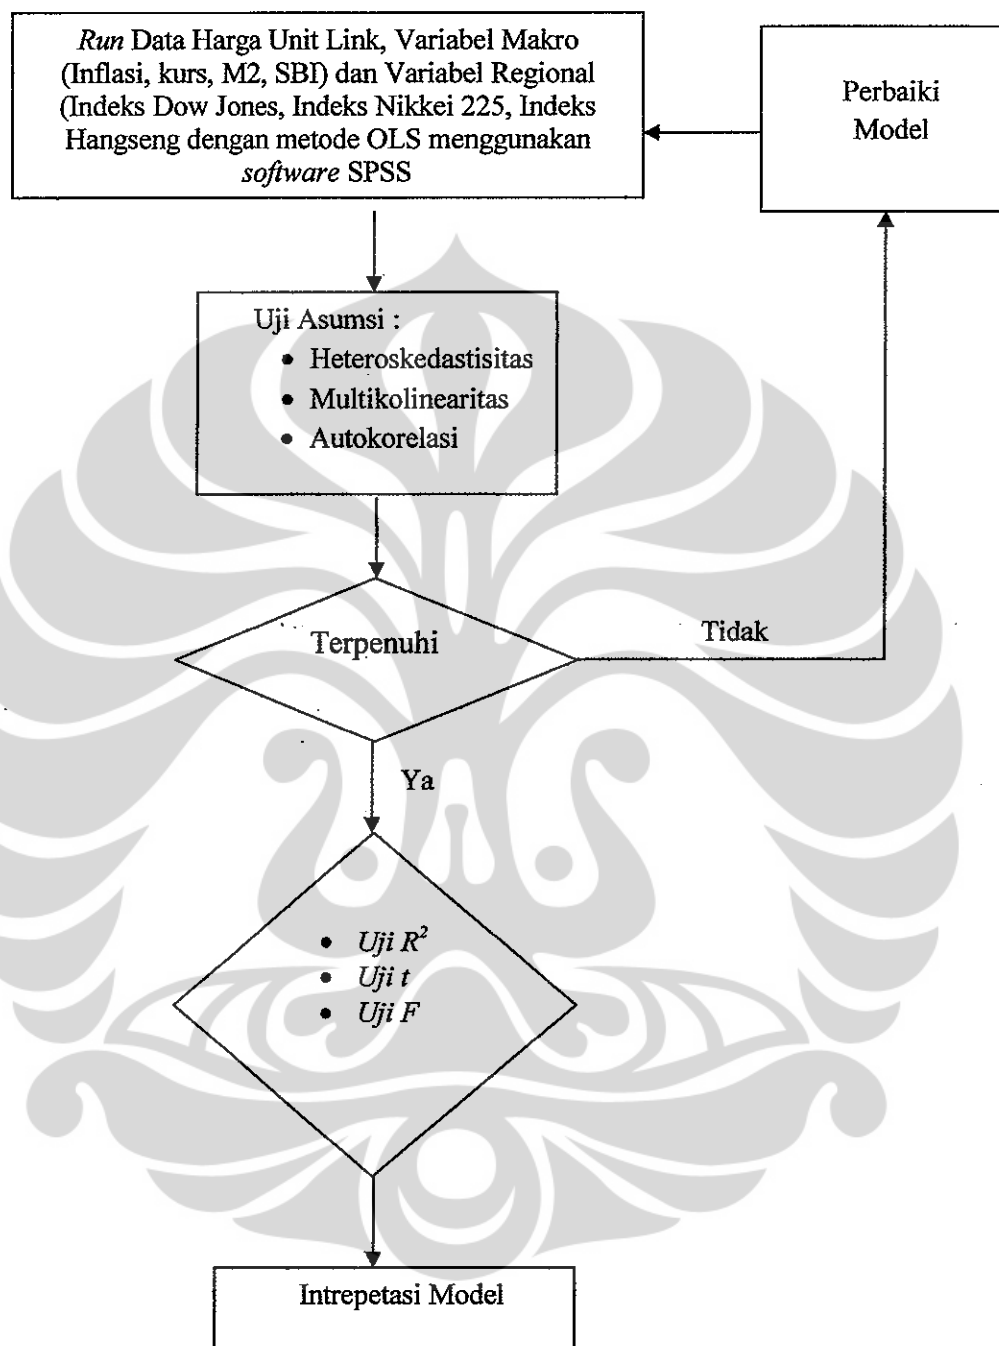 Run Data Harga Unit Link, Variabel Makro
(Inflasi, kurs, M2, SBI) dan Variabel Regional
(Indeks Dow Jones, Indeks Nikkei 225, Indeks
Hangseng dengan metode OLS menggunakan
software SPSS
Perbaiki
Model
Uji Asumsi :
• Heteroskedastisitas
• Multikolinearitas
• Autokorelasi
Terpenuhi
Tidak
Ya
• Uji R²
• Uji t
• Uji F
Intrepetasi Model